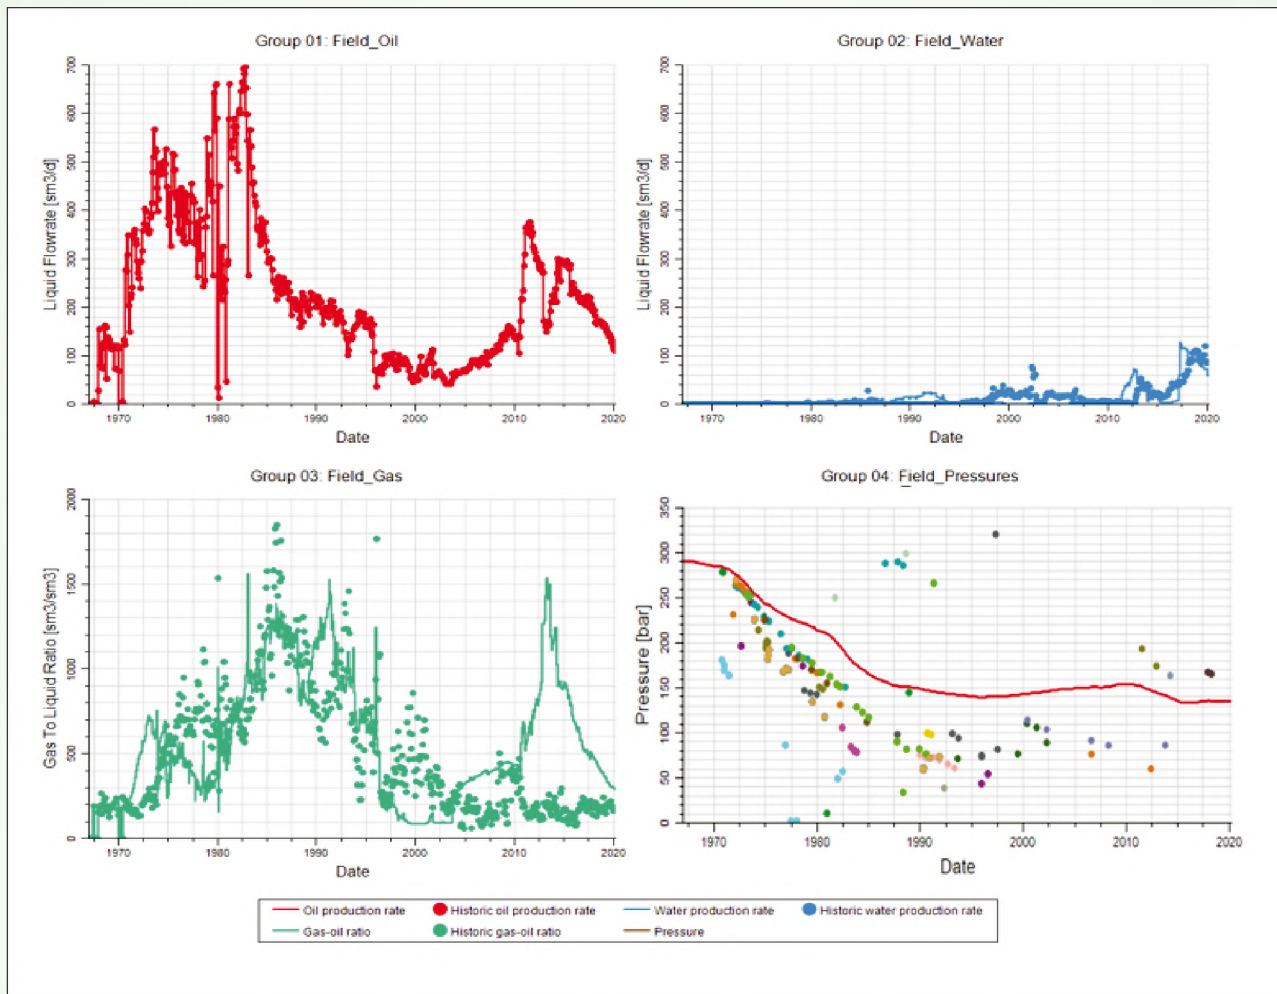 Group 01: Field_Oil
Liquid Flowrate [sm3/d]
700
600
500
400
300
200
100
0
1970
1980
1990
2000
2010
2020
Date
Group 02: Field_Water
Liquid Flowrate [sm3/d]
700
600
500
400
300
200
100
0
1970
1980
1990
2000
2010
2020
Date
Group 03: Field_Gas
Gas To Liquid Ratio [sm3/sm3]
2000
1500
1000
500
0
1970
1980
1990
2000
2010
2020
Date
Group 04: Field_Pressures
Pressure [bar]
350
300
250
200
150
100
50
0
1970
1980
1990
2000
2010
2020
Date
Oil production rate
Historic oil production rate
Water production rate
Historic water production rate
Gas-oil ratio
Historic gas-oil ratio
Pressure